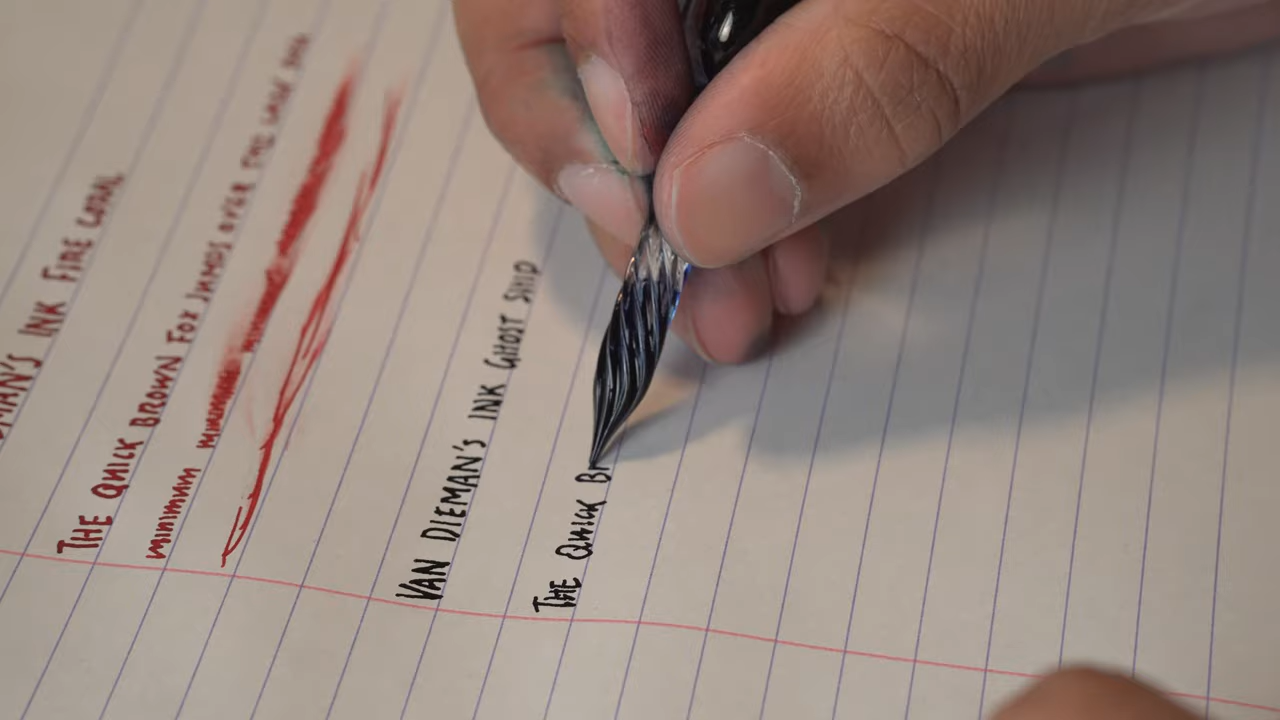 MAN'S INK FIRE CORAL
THE QUICK BROWN FOX JUMPS OVER THE LAZY DOG
minimum minimum
VAN DIEMAN'S INK GHOST SHIP
THE QUICK Br